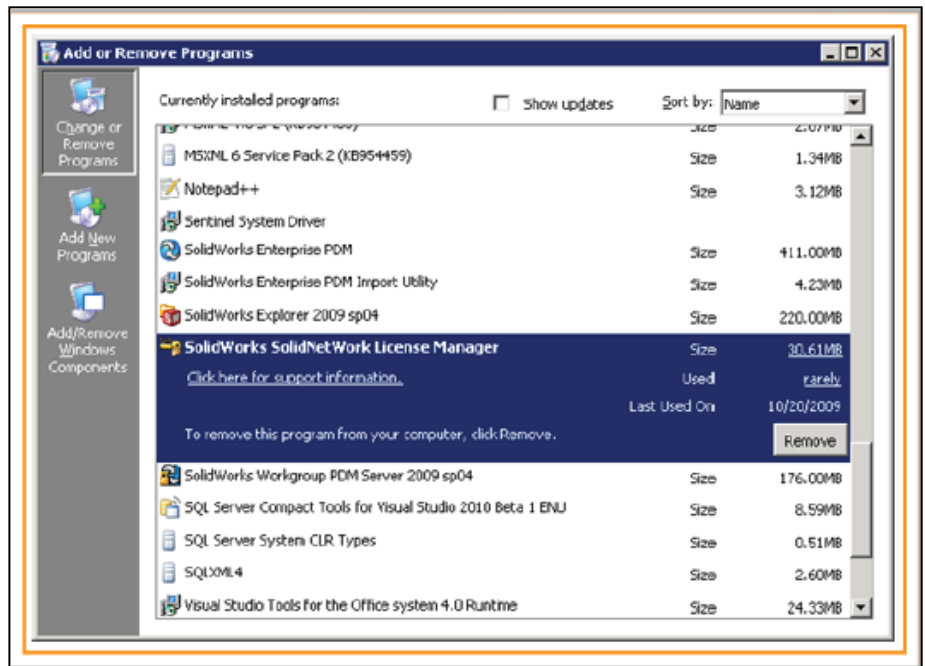 Add or Remove Programs
Change or
Remove
Programs
Add New
Programs
Add/Remove
Windows
Components
Currently installed programs:
Show updates
Sort by: Name
Size 2.07MB
MSXML 6 Service Pack 2 (KB954459) Size 1.34MB
Notepad++ Size 3.12MB
Sentinel System Driver
SolidWorks Enterprise PDM Size 411.00MB
SolidWorks Enterprise PDM Import Utility Size 4.23MB
SolidWorks Explorer 2009 sp04 Size 220.00MB
SolidWorks SolidNetWork License Manager Size 30.61MB
Click here for support information. Used rarely
Last Used On 10/20/2009
To remove this program from your computer, click Remove. Remove
SolidWorks Workgroup PDM Server 2009 sp04 Size 176.00MB
SQL Server Compact Tools for Visual Studio 2010 Beta 1 ENU Size 8.59MB
SQL Server System CLR Types Size 0.51MB
SQLXML4 Size 2.60MB
Visual Studio Tools for the Office system 4.0 Runtime Size 24.33MB